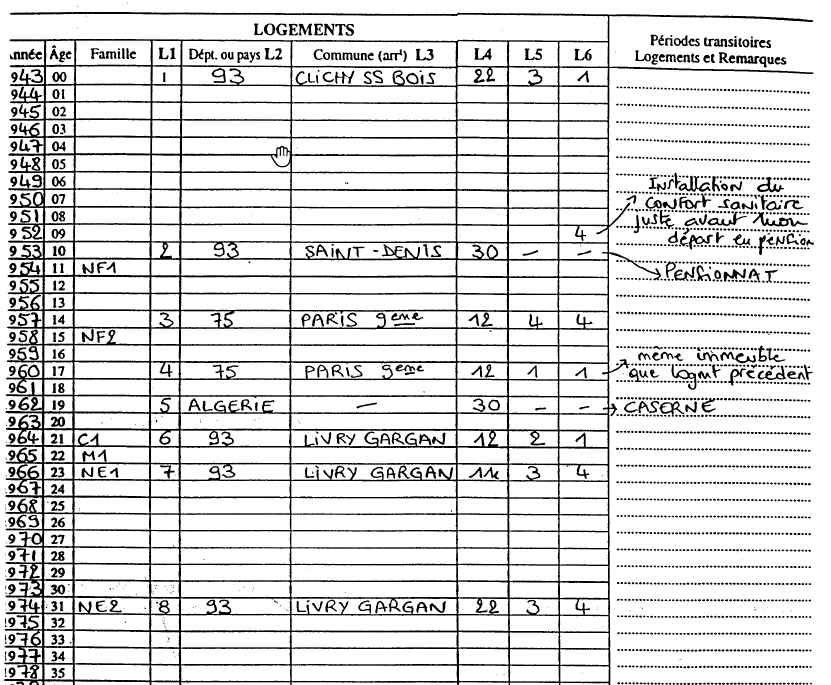 LOGEMENTS
Périodes transitoires
Logements et Remarques
nnée Âge Famille L1 Dépt. ou pays L2 Commune (arrt) L3 L4 L5 L6
943 00 1 93 CLICHY SS BOIS 22 3 1
944 01
945 02
946 03
947 04
948 05
949 06 Installation du
950 07 confort sanitaire
951 08 juste avant mon
952 09 4 départ en pension
953 10 2 93 SAINT-DENIS 30 – –
954 11 NF1 PENSIONNAT
955 12
956 13
957 14 3 75 PARIS 9eme 12 4 4
958 15 NF2
959 16 même immeuble
960 17 4 75 PARIS 9eme 12 1 1 que logmt précédent
961 18
962 19 5 ALGERIE — 30 – – CASERNE
963 20
964 21 C1 6 93 LIVRY GARGAN 12 2 1
965 22 M1
966 23 NE1 7 93 LIVRY GARGAN 3 4
967 24
968 25
969 26
970 27
971 28
972 29
973 30
974 31 NE2 8 93 LIVRY GARGAN 22 3 4
975 32
976 33
977 34
978 35